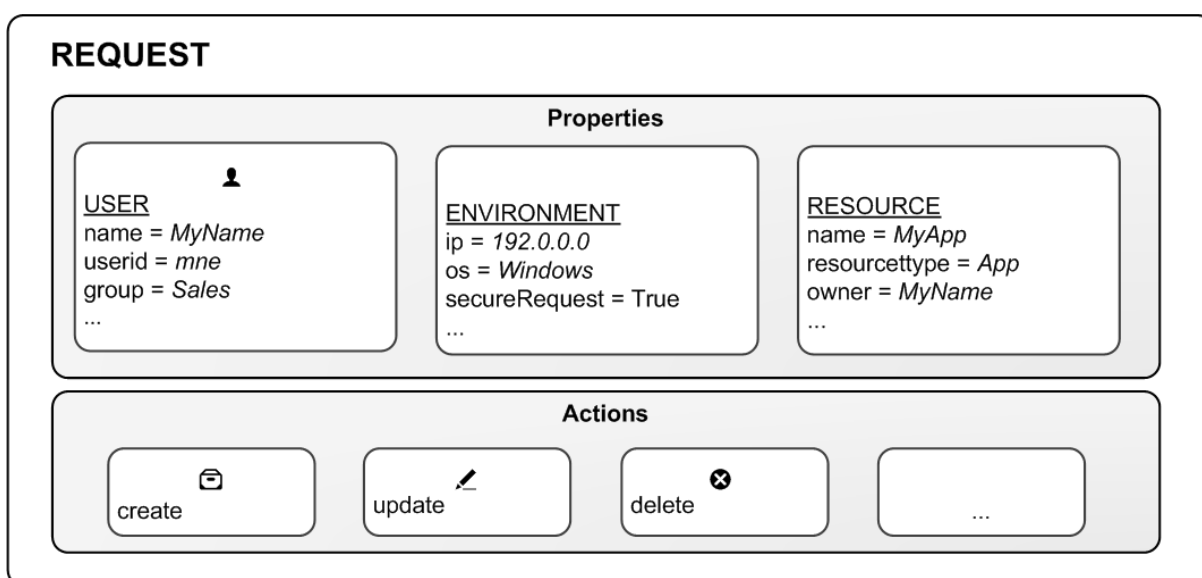 REQUEST
Properties
USER
name = MyName
userid = mne
group = Sales
...
ENVIRONMENT
ip = 192.0.0.0
os = Windows
secureRequest = True
...
RESOURCE
name = MyApp
resourcettype = App
owner = MyName
...
Actions
create
update
delete
...